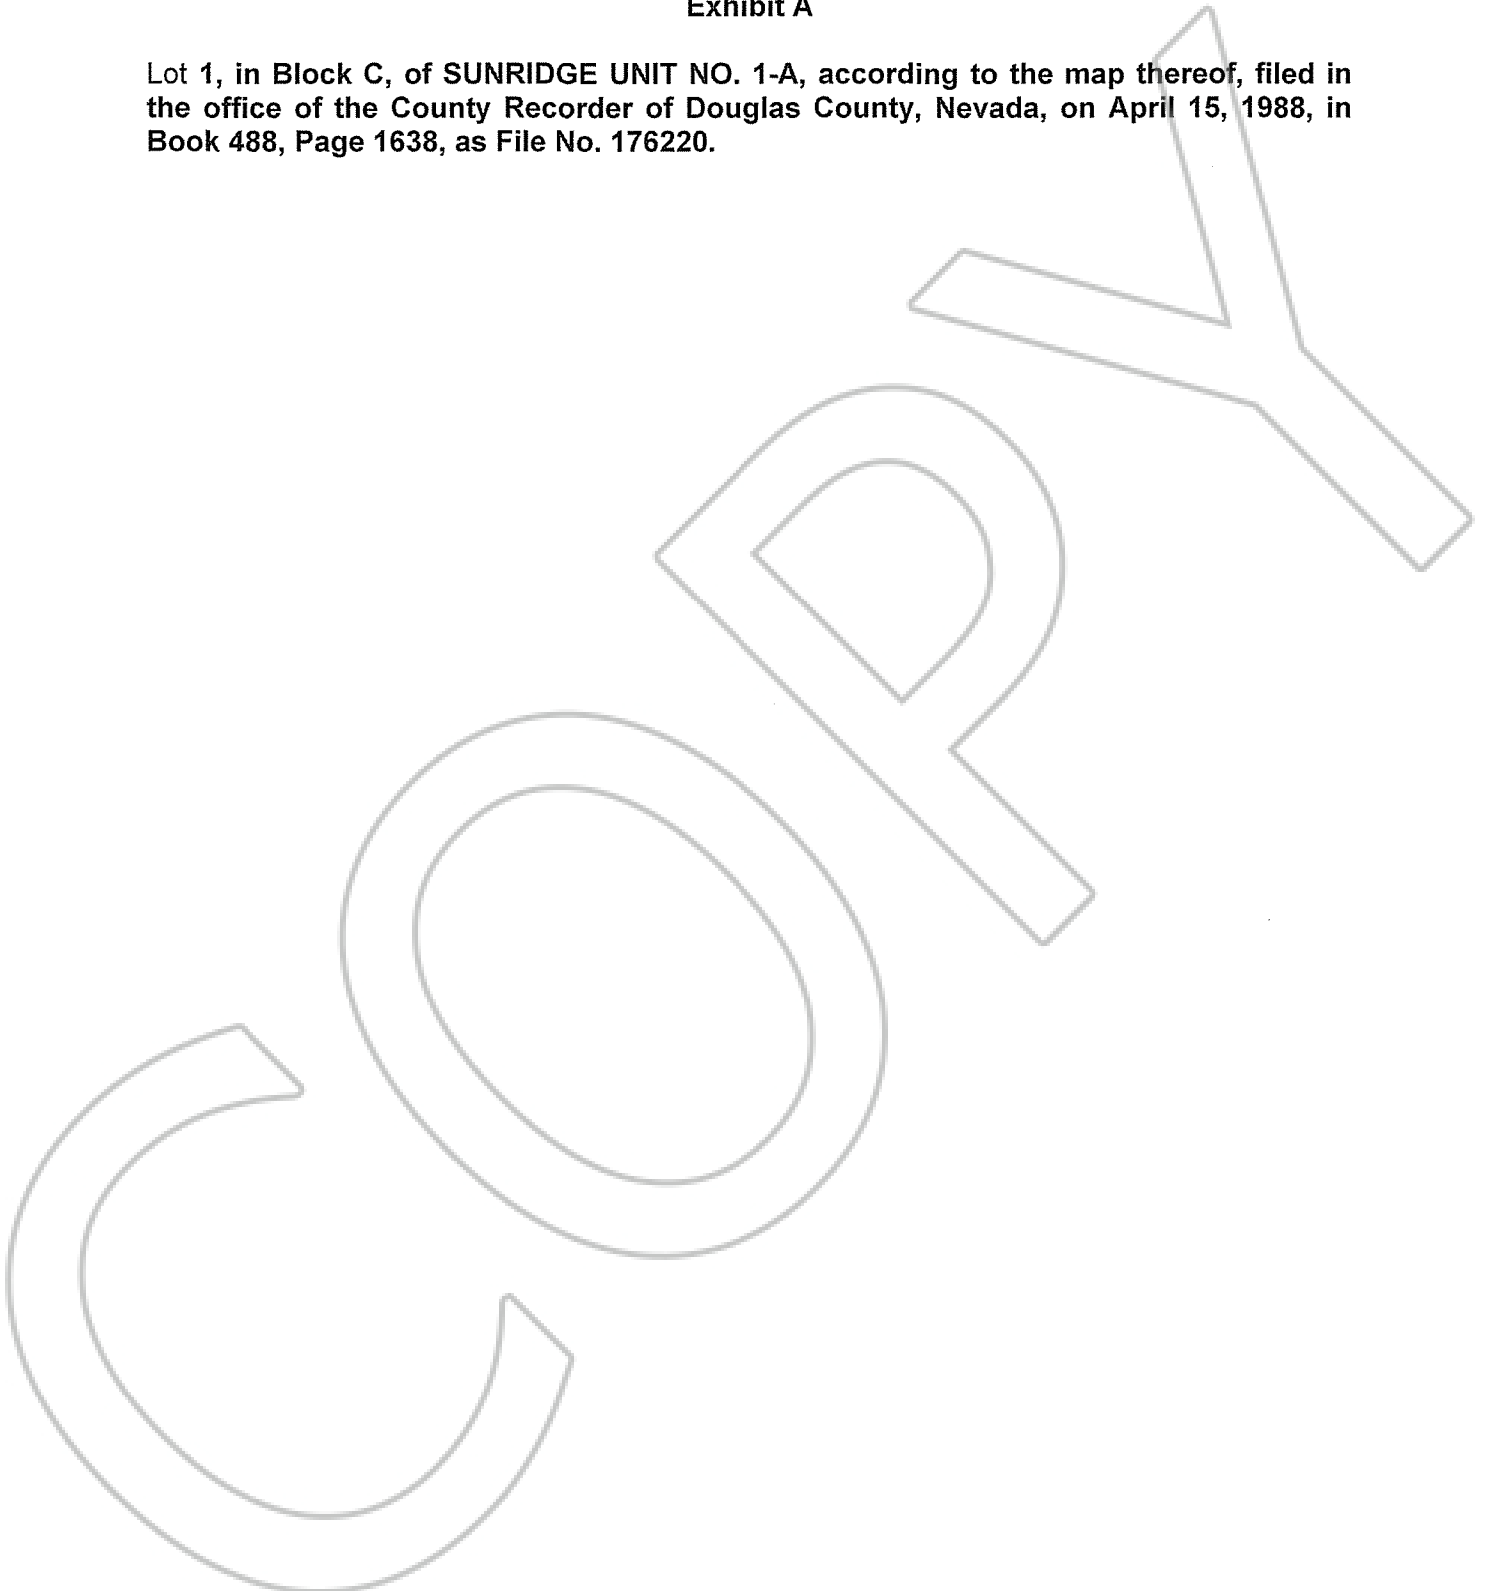 Exhibit A
Lot 1, in Block C, of SUNRIDGE UNIT NO. 1-A, according to the map thereof, filed in
the office of the County Recorder of Douglas County, Nevada, on April 15, 1988, in
Book 488, Page 1638, as File No. 176220.
COPY